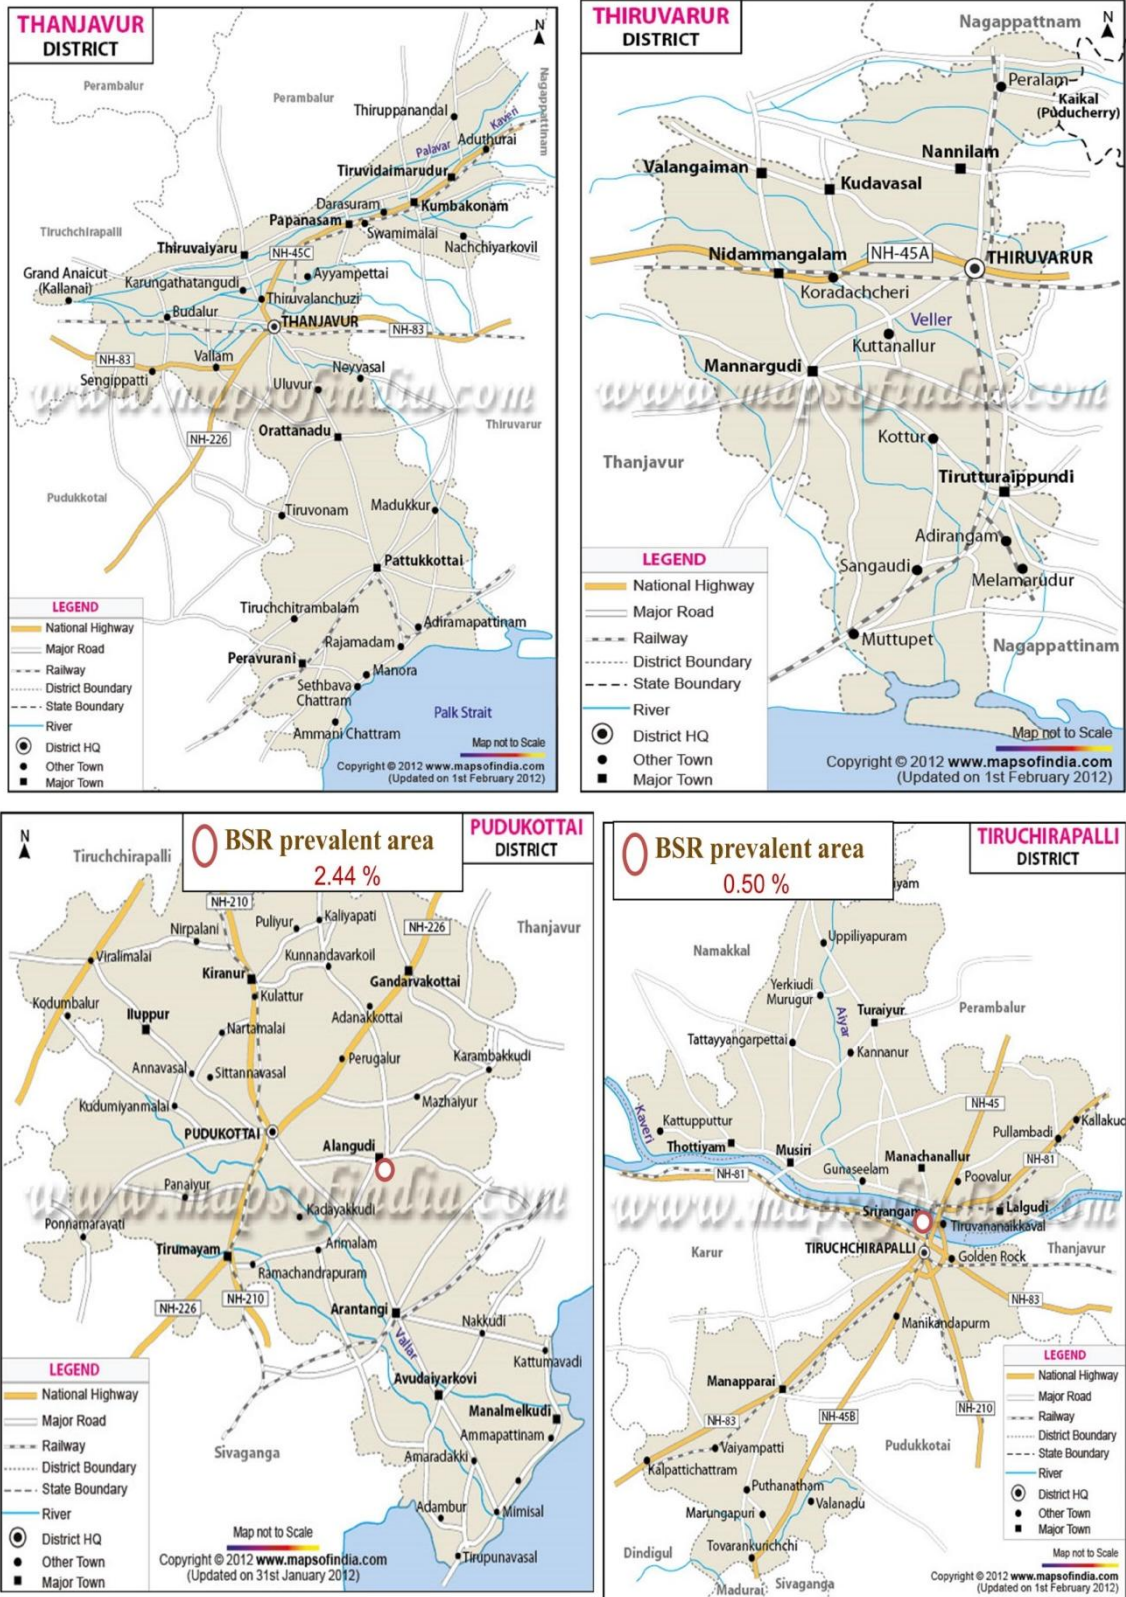 THANJAVUR
DISTRICT
N
Perambalur
Perambalur
Nagappattinam
Thiruppanandal
Kaveri
Palavar
Aduthurai
Tiruvidaimarudur
Darasuram
Kumbakonam
Papanasam
Swamimalai
Tiruchchirapalli
Thiruvaiyaru
Nachchiyarkovil
NH-45C
Grand Anaicut
(Kallanai)
Karungathatangudi
Ayyampettai
Thiruvalanchuzi
Budalur
THANJAVUR
NH-83
NH-83
Vallam
Sengippatti
Neyvasal
Uluvur
www.mapsofindia.com
Orattanadu
Thiruvarur
NH-226
Pudukkotai
Tiruvonam
Madukkur
Pattukkottai
Tiruchchitrambalam
Adiramapattinam
Rajamadam
Peravurani
Manora
Sethbava
Chattram
Palk Strait
Ammani Chattram
LEGEND
National Highway
Major Road
Railway
District Boundary
State Boundary
River
District HQ
Other Town
Major Town
Map not to Scale
Copyright © 2012 www.mapsofindia.com
(Updated on 1st February 2012)
THIRUVARUR
DISTRICT
Nagappattnam
N
Peralam
Kaikal
(Puducherry)
Nannilam
Valangaiman
Kudavasal
Nidammangalam
NH-45A
THIRUVARUR
Koradachcheri
Veller
Kuttanallur
Mannargudi
www.mapsofindia.com
Kottur
Thanjavur
Tirutturaippundi
Adirangam
Sangaudi
Melamarudur
Muttupet
Nagappattinam
LEGEND
National Highway
Major Road
Railway
District Boundary
State Boundary
River
District HQ
Other Town
Major Town
Map not to Scale
Copyright © 2012 www.mapsofindia.com
(Updated on 1st February 2012)
N
Tiruchchirapalli
BSR prevalent area
2.44 %
PUDUKOTTAI
DISTRICT
NH-210
Puliyur
Kaliyapati
NH-226
Thanjavur
Nirpalani
Viralimalai
Kunnandavarkoil
Kiranur
Gandarvakottai
Kulattur
Kodumbalur
Iluppur
Adanakkottai
Nartamalai
Perugalur
Karambakkudi
Annavasal
Sittannavasal
Mazhaiyur
Kudumiyanmalai
PUDUKOTTAI
Alangudi
Panaiyur
www.mapsofindia.com
Kadayakkudi
Ponnamaravati
Arimalam
Tirumayam
Ramachandrapuram
NH-226
NH-210
Arantangi
Nakkudi
Vallar
Kattumavadi
Avudaiyarkovi
Manalmelkudi
Ammapattinam
Sivaganga
Amaradakki
Adambur
Mimisal
Tirupunavasal
LEGEND
National Highway
Major Road
Railway
District Boundary
State Boundary
River
District HQ
Other Town
Major Town
Map not to Scale
Copyright © 2012 www.mapsofindia.com
(Updated on 31st January 2012)
BSR prevalent area
0.50 %
TIRUCHIRAPALLI
DISTRICT
iyam
Uppiliyapuram
Namakkal
Yerkiudi
Murugur
Turaiyur
Perambalur
Aiyar
Tattayyangarpettai
Kannanur
NH-45
Kaveri
Kattupputtur
Kallakuc
Pullambadi
Thottiyam
Musiri
Manachanallur
NH-81
NH-81
Gunaseelam
Poovalur
www.mapsofindia.com
Srirangam
Lalgudi
Tiruvananaikkaval
Karur
TIRUCHCHIRAPALLI
Golden Rock
Thanjavur
NH-83
Manikandapurm
Manapparai
NH-83
NH-45B
NH-210
Pudukkotai
Vaiyampatti
Kalpattichattram
Puthanatham
Valanadu
Marungapuri
Tovarankurichchi
Dindigul
Madurai
Sivaganga
LEGEND
National Highway
Major Road
Railway
District Boundary
State Boundary
River
District HQ
Other Town
Major Town
Map not to Scale
Copyright © 2012 www.mapsofindia.com
(Updated on 1st February 2012)